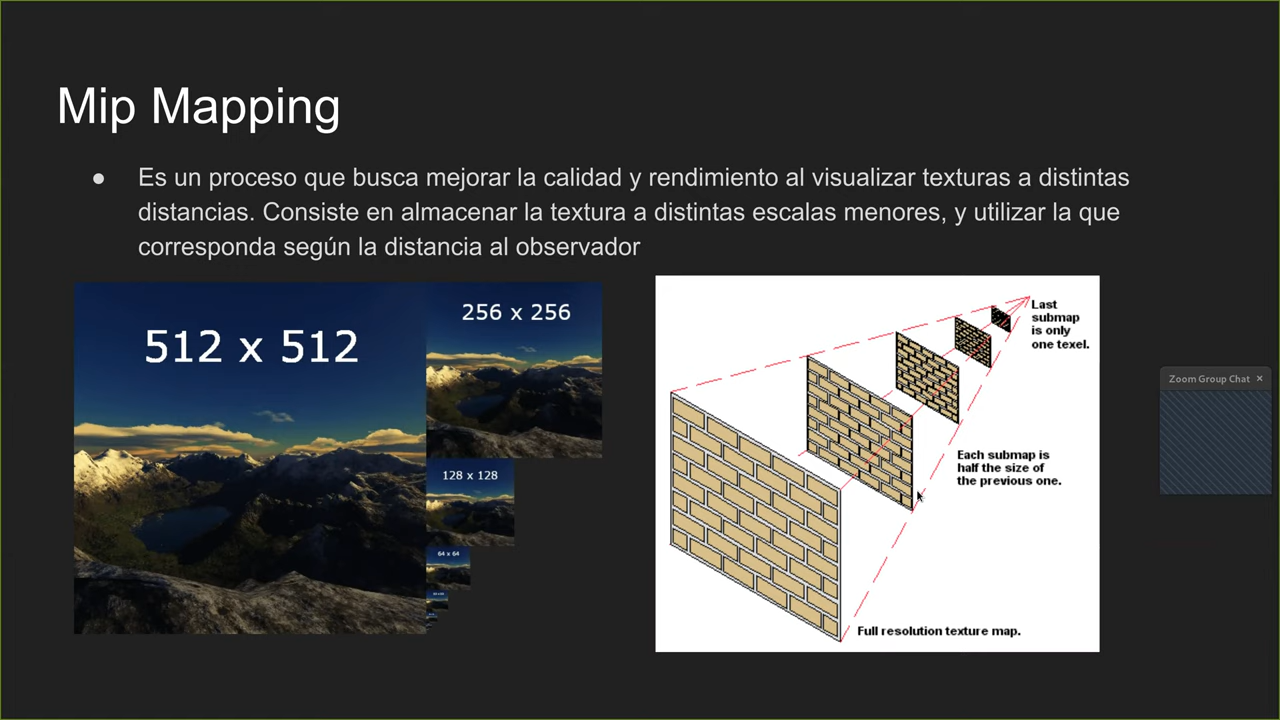 Mip Mapping
● Es un proceso que busca mejorar la calidad y rendimiento al visualizar texturas a distintas
distancias. Consiste en almacenar la textura a distintas escalas menores, y utilizar la que
corresponda según la distancia al observador
512 x 512
256 x 256
128 x 128
64 x 64
Last
submap
is only
one texel.
Each submap is
half the size of
the previous one.
Full resolution texture map.
Zoom Group Chat ×